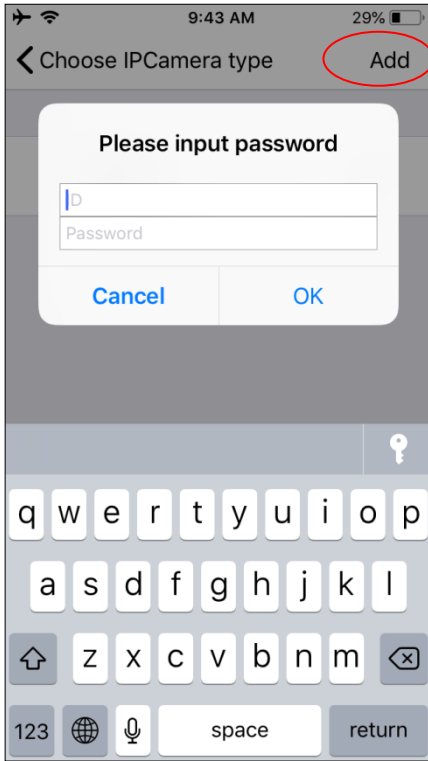 9:43 AM 29%
Choose IPCamera type Add
Please input password
ID
Password
Cancel OK
q w e r t y u i o p
a s d f g h j k l
z x c v b n m
123 space return